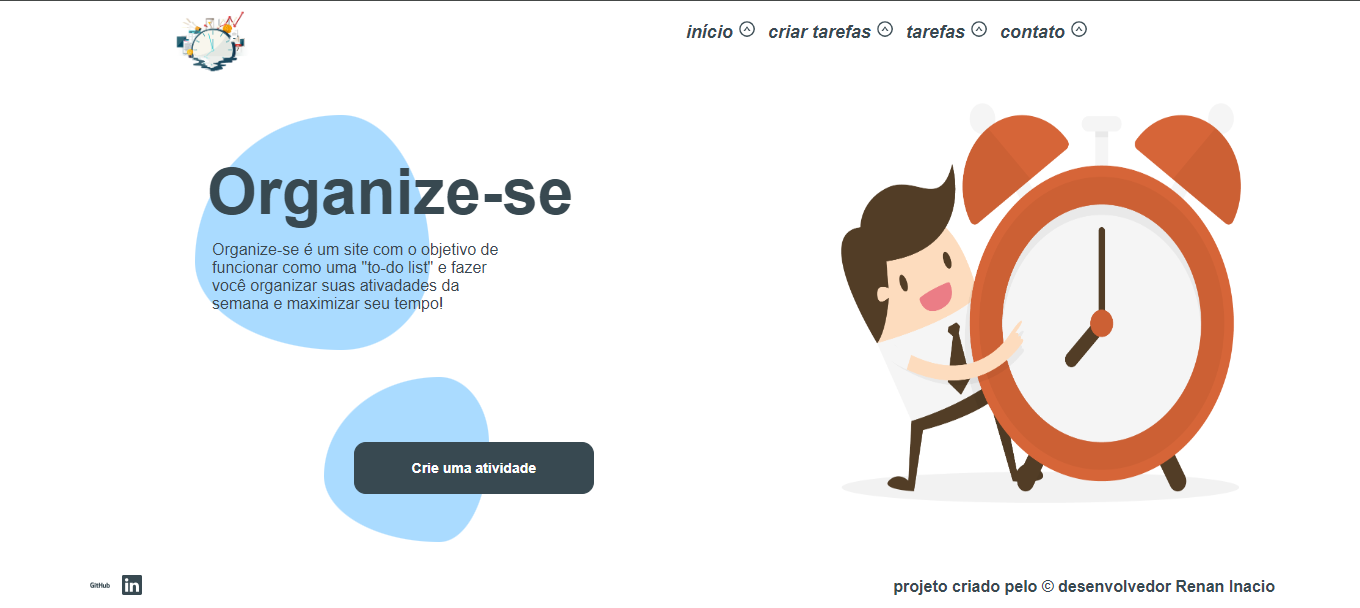 início criar tarefas tarefas contato
Organize-se
Organize-se é um site com o objetivo de
funcionar como uma "to-do list" e fazer
você organizar suas ativadades da
semana e maximizar seu tempo!
Crie uma atividade
GitHub in
projeto criado pelo © desenvolvedor Renan Inacio